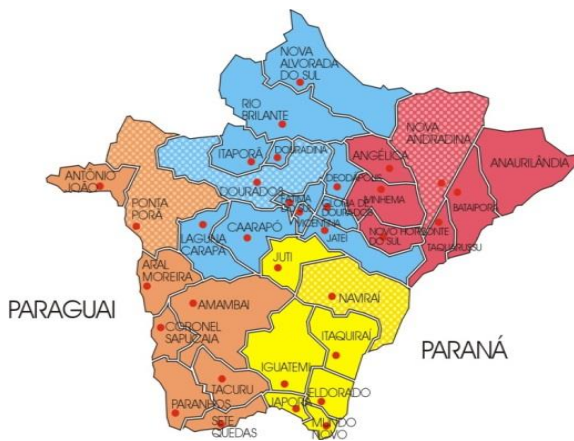 NOVA
ALVORADA
DO SUL
RIO
BRILANTE
ITAPORÃ
DOURADINA
ANGÉLICA
NOVA
ANDRADINA
ANAURILÂNDIA
ANTÔNIO
JOÃO
DOURADOS
DEODÁPOLIS
IVINHEMA
BATAIPORÃ
PONTA
PORÃ
GLORIA DE
DOURADOS
VICENTINA
LAGUNA
CARAPÃ
CAARAPÓ
JATEÍ
NOVO HORIZONTE
DO SUL
TAQUARUSSU
ARAL
MOREIRA
JUTI
PARAGUAI
AMAMBAI
NAVIRAÍ
CORONEL
SAPUCAIA
ITAQUIRAÍ
PARANÁ
IGUATEMI
TACURU
ELDORADO
PARANHOS
JAPORÃ
SETE
QUEDAS
MUNDO
NOVO